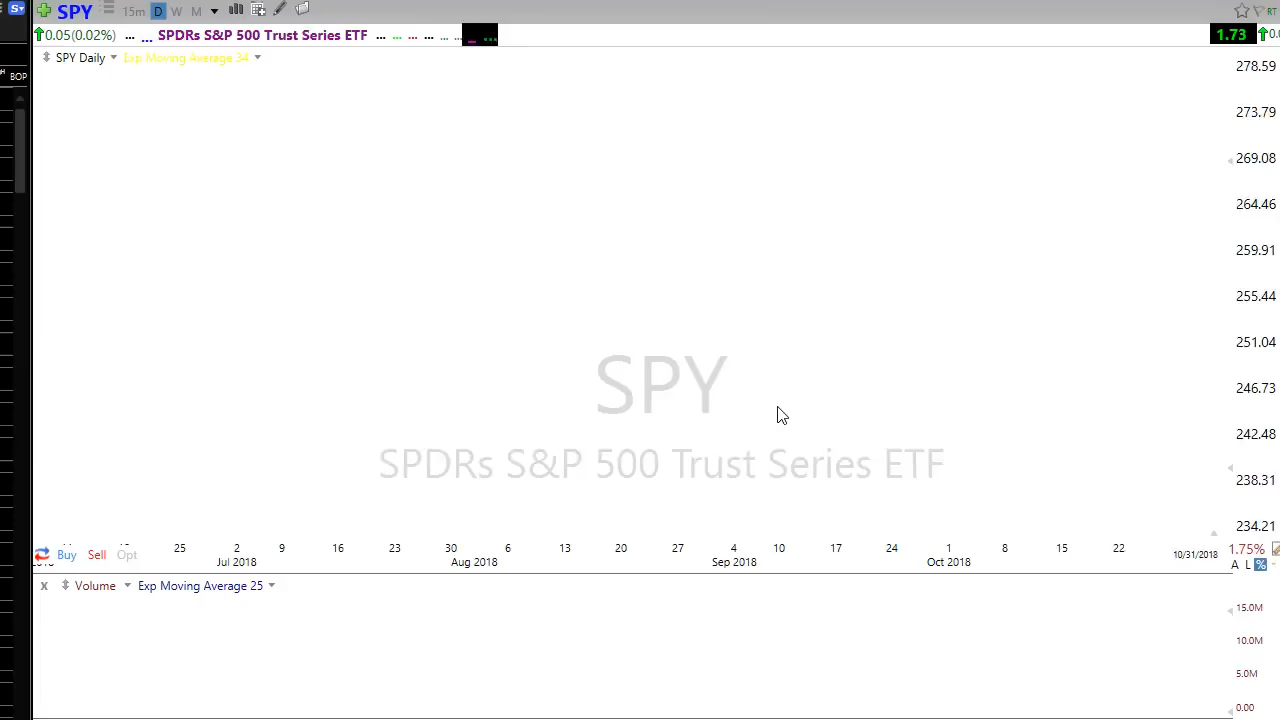 S
SPY 15m D W M RT
0.05(0.02%) ... ... SPDRs S&P 500 Trust Series ETF ... ... ... ... ... ... 1.73
SPY Daily Exp Moving Average 34
BOP
278.59
273.79
269.08
264.46
259.91
255.44
251.04
246.73
242.48
238.31
234.21
SPY
SPDRs S&P 500 Trust Series ETF
Buy Sell Opt
25 2 9 16 23 30 6 13 20 27 4 10 17 24 1 8 15 22 10/31/2018 1.75%
Jul 2018 Aug 2018 Sep 2018 Oct 2018 A L %
x Volume Exp Moving Average 25
15.0M
10.0M
5.0M
0.00